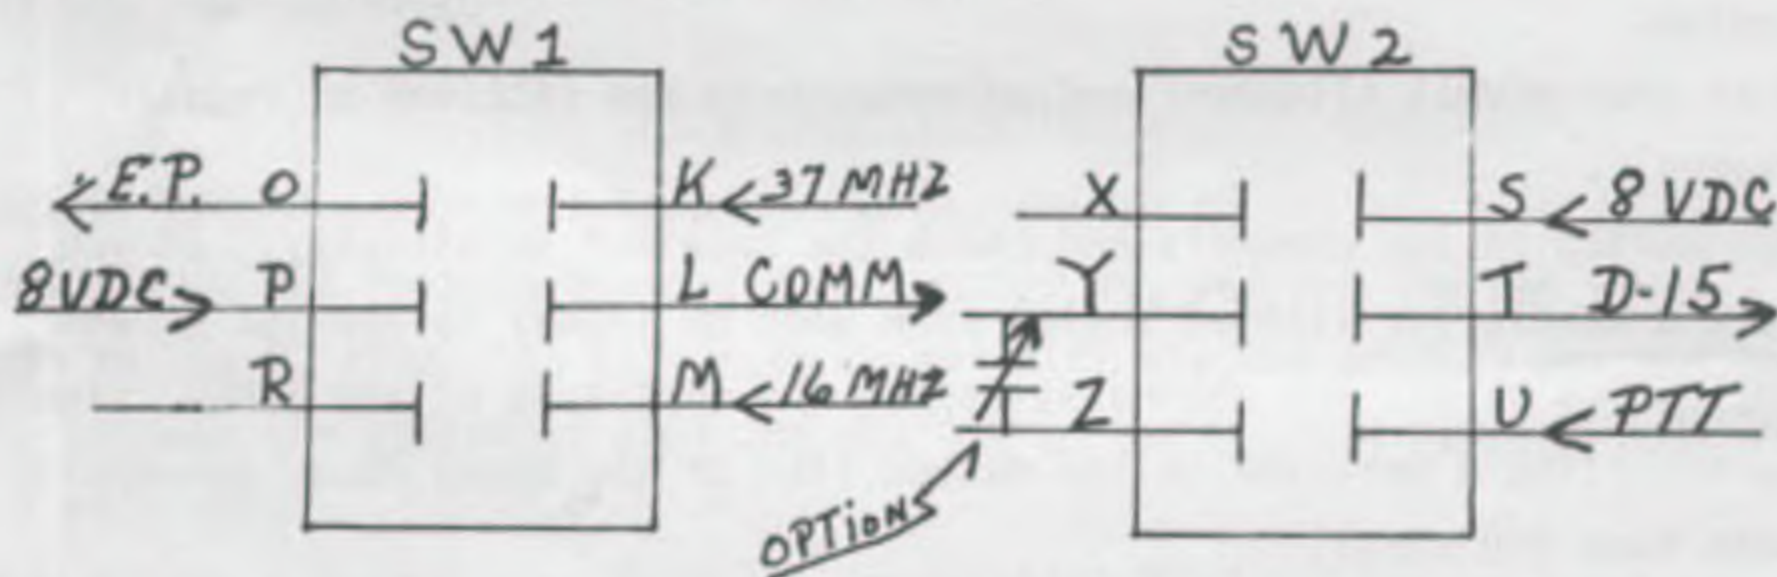 SW1
SW2
E.P. O
K 37 MHZ
X
S 8 VDC
8VDC P
L COMM
Y
T D-15
R
M 16 MHZ
Z
U PTT
OPTIONS